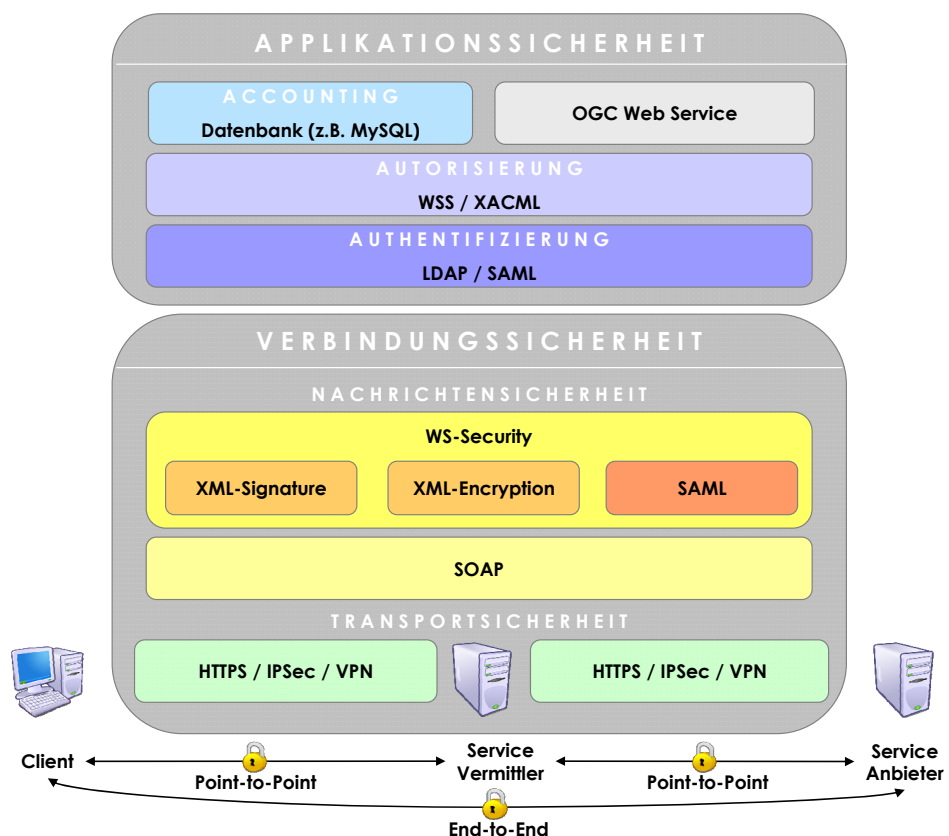 APPLIKATIONSSICHERHEIT
ACCOUNTING
Datenbank (z.B. MySQL)
OGC Web Service
AUTORISIERUNG
WSS / XACML
AUTHENTIFIZIERUNG
LDAP / SAML
VERBINDUNGSSICHERHEIT
NACHRICHTENSICHERHEIT
WS-Security
XML-Signature
XML-Encryption
SAML
SOAP
TRANSPORTSICHERHEIT
HTTPS / IPSec / VPN
HTTPS / IPSec / VPN
Client
Point-to-Point
Service
Vermittler
Point-to-Point
Service
Anbieter
End-to-End